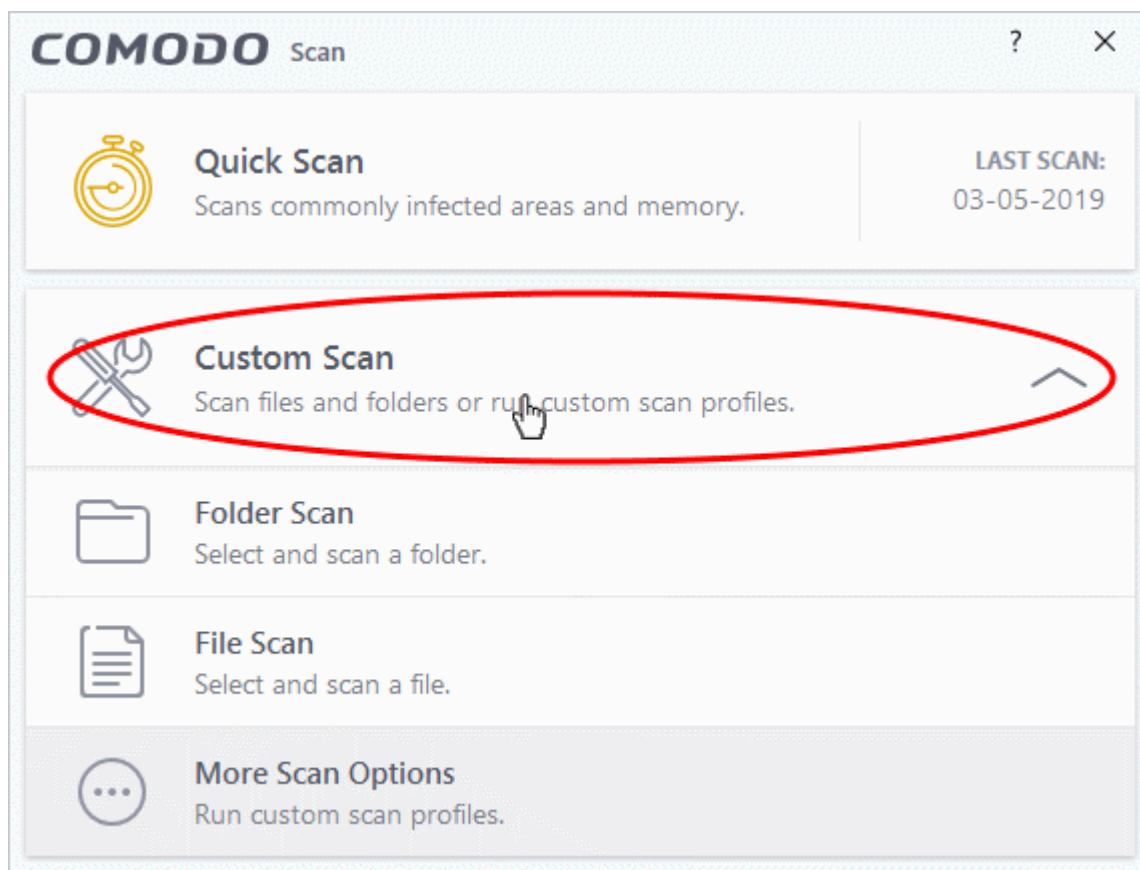 COMODO Scan ?
Quick Scan
Scans commonly infected areas and memory.
LAST SCAN:
03-05-2019
Custom Scan
Scan files and folders or run custom scan profiles.
Folder Scan
Select and scan a folder.
File Scan
Select and scan a file.
More Scan Options
Run custom scan profiles.